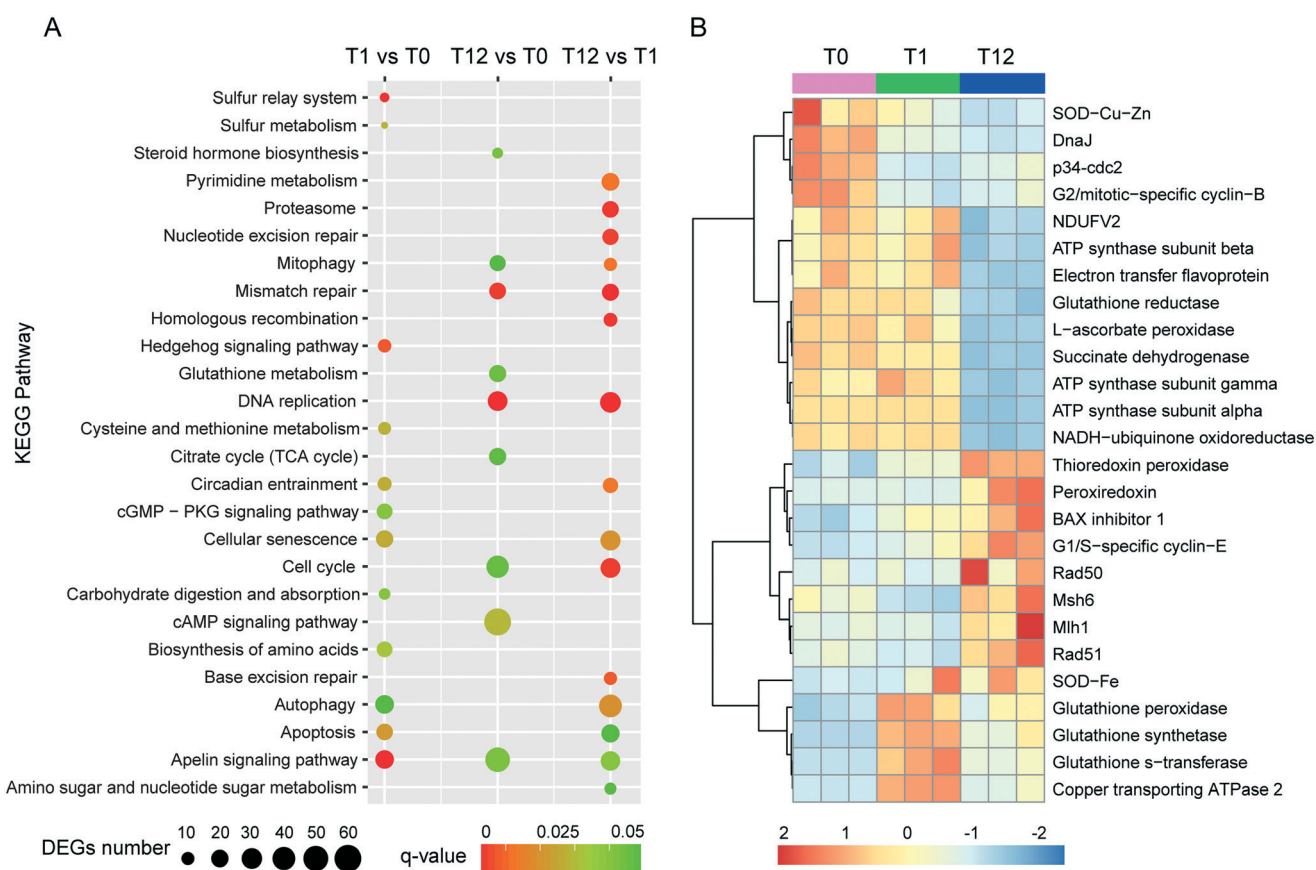 A
T1 vs T0 T12 vs T0 T12 vs T1
KEGG Pathway
Sulfur relay system
Sulfur metabolism
Steroid hormone biosynthesis
Pyrimidine metabolism
Proteasome
Nucleotide excision repair
Mitophagy
Mismatch repair
Homologous recombination
Hedgehog signaling pathway
Glutathione metabolism
DNA replication
Cysteine and methionine metabolism
Citrate cycle (TCA cycle)
Circadian entrainment
cGMP − PKG signaling pathway
Cellular senescence
Cell cycle
Carbohydrate digestion and absorption
cAMP signaling pathway
Biosynthesis of amino acids
Base excision repair
Autophagy
Apoptosis
Apelin signaling pathway
Amino sugar and nucleotide sugar metabolism
DEGs number
10 20 30 40 50 60
q-value
0 0.025 0.05
B
T0 T1 T12
SOD−Cu−Zn
DnaJ
p34-cdc2
G2/mitotic−specific cyclin−B
NDUFV2
ATP synthase subunit beta
Electron transfer flavoprotein
Glutathione reductase
L−ascorbate peroxidase
Succinate dehydrogenase
ATP synthase subunit gamma
ATP synthase subunit alpha
NADH−ubiquinone oxidoreductase
Thioredoxin peroxidase
Peroxiredoxin
BAX inhibitor 1
G1/S−specific cyclin−E
Rad50
Msh6
Mlh1
Rad51
SOD−Fe
Glutathione peroxidase
Glutathione synthetase
Glutathione s−transferase
Copper transporting ATPase 2
2 1 0 -1 -2